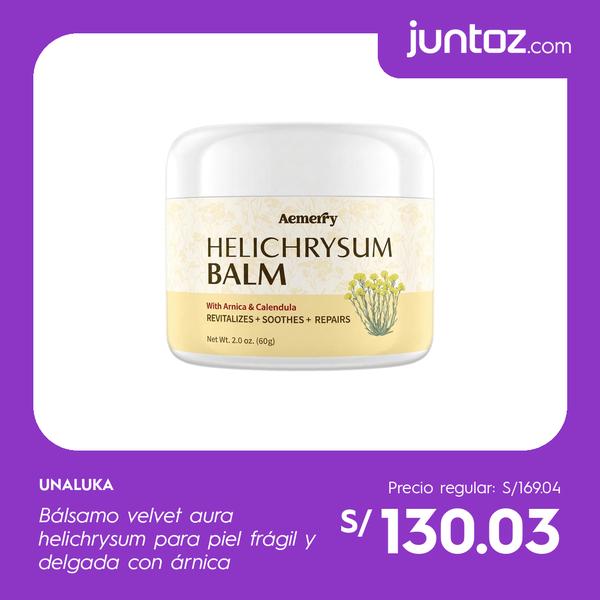 juntoz.com
Aemerry
HELICHRYSUM
BALM
With Arnica & Calendula
REVITALIZES + SOOTHES + REPAIRS
Net Wt. 2.0 oz. (60g)
UNALUKA
Bálsamo velvet aura
helichrysum para piel frágil y
delgada con árnica
Precio regular: S/169.04
S/ 130.03